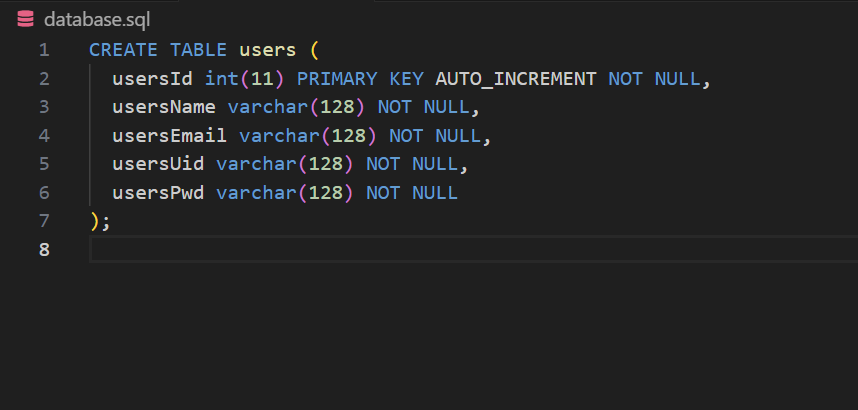 database.sql
1 CREATE TABLE users (
2 usersId int(11) PRIMARY KEY AUTO_INCREMENT NOT NULL,
3 usersName varchar(128) NOT NULL,
4 usersEmail varchar(128) NOT NULL,
5 usersUid varchar(128) NOT NULL,
6 usersPwd varchar(128) NOT NULL
7 );
8